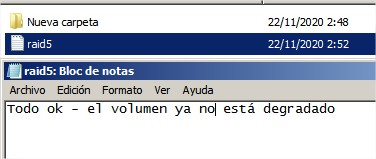 Nueva carpeta 22/11/2020 2:48
raid5 22/11/2020 2:52
raid5: Bloc de notas
Archivo Edición Formato Ver Ayuda
Todo ok - el volumen ya no está degradado